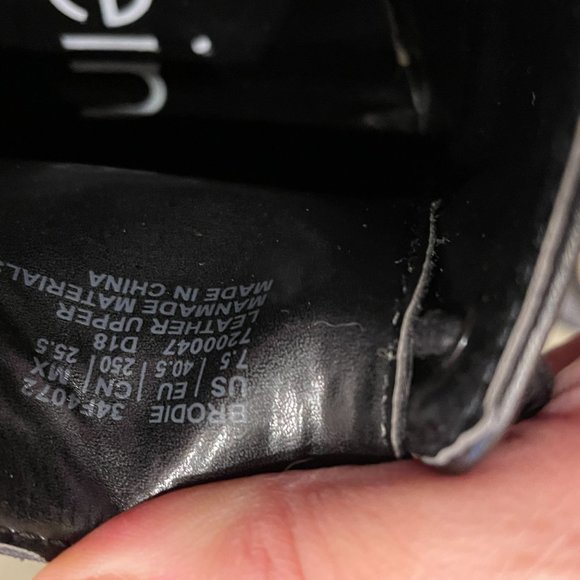 ein
BRODIE 34F4072
US | EU | CN | MX
7.5 | 40.5 | 250 | 25.5
7200047 D18
LEATHER UPPER
MANMADE MATERIALS
MADE IN CHINA